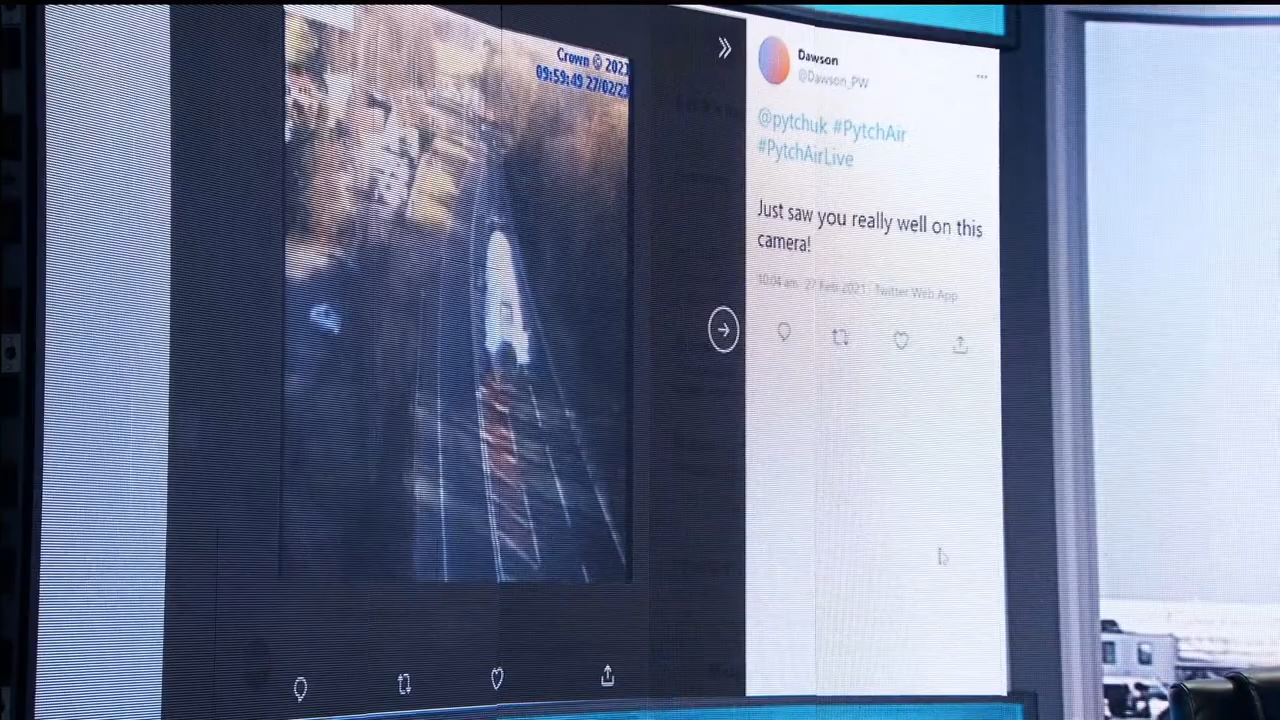 Crown © 2021
09:59:49 27/02/21
Dawson
@Dawson_PW
@pytchuk #PytchAir
#PytchAirLive
Just saw you really well on this
camera!
10:04 am · 27 Feb 2021 · Twitter Web App